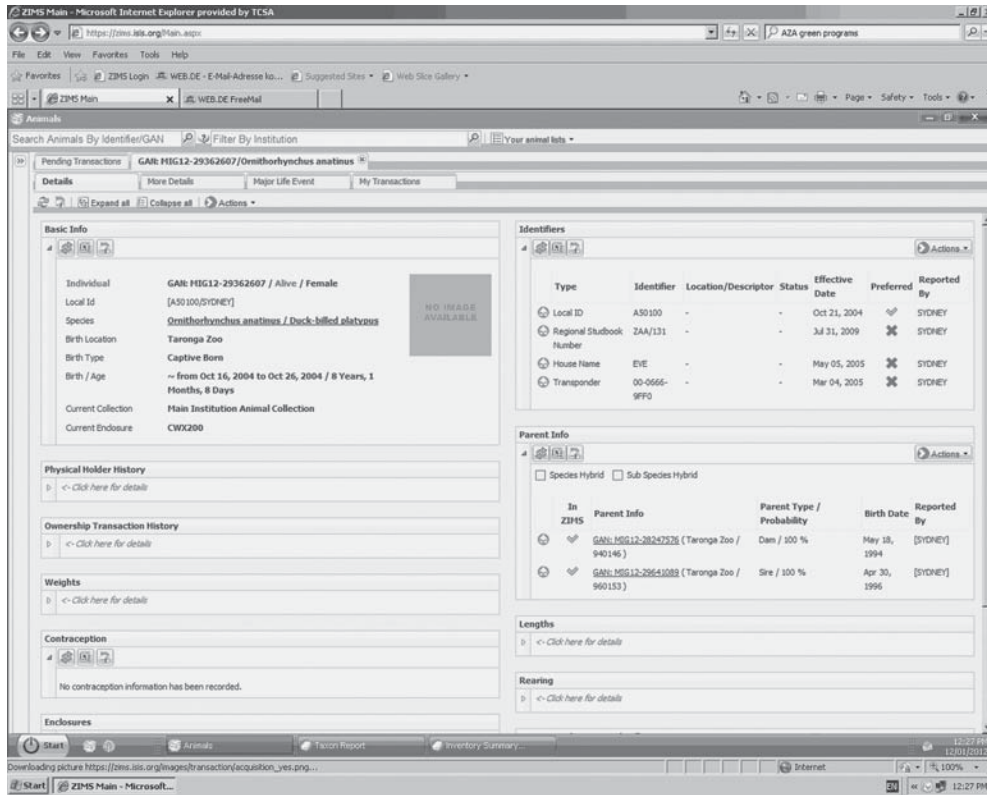 ZIMS Main - Microsoft Internet Explorer provided by TCSA
https://zims.isis.org/Main.aspx
AZA green programs
File Edit View Favorites Tools Help
Favorites ZIMS Login WEB.DE - E-Mail-Adresse ko... Suggested Sites Web Slice Gallery
ZIMS Main x WEB.DE FreeMail Page Safety Tools
Animals
Search Animals By Identifier/GAN Filter By Institution Your animal lists
Pending Transactions GAN: MIG12-29362607/Ornithorhynchus anatinus
Details More Details Major Life Event My Transactions
Expand all Collapse all Actions
Basic Info
Individual GAN: MIG12-29362607 / Alive / Female
Local Id [A50100/SYDNEY]
Species Ornithorhynchus anatinus / Duck-billed platypus
Birth Location Taronga Zoo
Birth Type Captive Born
Birth / Age ~ from Oct 16, 2004 to Oct 26, 2004 / 8 Years, 1
Months, 8 Days
Current Collection Main Institution Animal Collection
Current Enclosure CWX200
NO IMAGE
AVAILABLE
Physical Holder History
<- Click here for details
Ownership Transaction History
<- Click here for details
Weights
<- Click here for details
Contraception
No contraception information has been recorded.
Enclosures
Identifiers
Actions
Type Identifier Location/Descriptor Status Effective Date Preferred Reported By
Local ID A50100 - - Oct 21, 2004 SYDNEY
Regional Studbook Number ZAA/131 - - Jul 31, 2009 SYDNEY
House Name EVE - - May 05, 2005 SYDNEY
Transponder 00-0666-9FF0 - - Mar 04, 2005 SYDNEY
Parent Info
Actions
Species Hybrid Sub Species Hybrid
In ZIMS Parent Info Parent Type / Probability Birth Date Reported By
GAN: MIG12-28247576 (Taronga Zoo / 940146) Dam / 100 % May 18, 1994 [SYDNEY]
GAN: MIG12-29641089 (Taronga Zoo / 960153) Sire / 100 % Apr 30, 1996 [SYDNEY]
Lengths
<- Click here for details
Rearing
<- Click here for details
Start Animals Taxon Report Inventory Summary... 12:27 PM
12/01/2012
Downloading picture https://zims.isis.org/images/transaction/acquisition_yes.png... Internet 100%
Start ZIMS Main - Microsoft... EN 12:27 PM